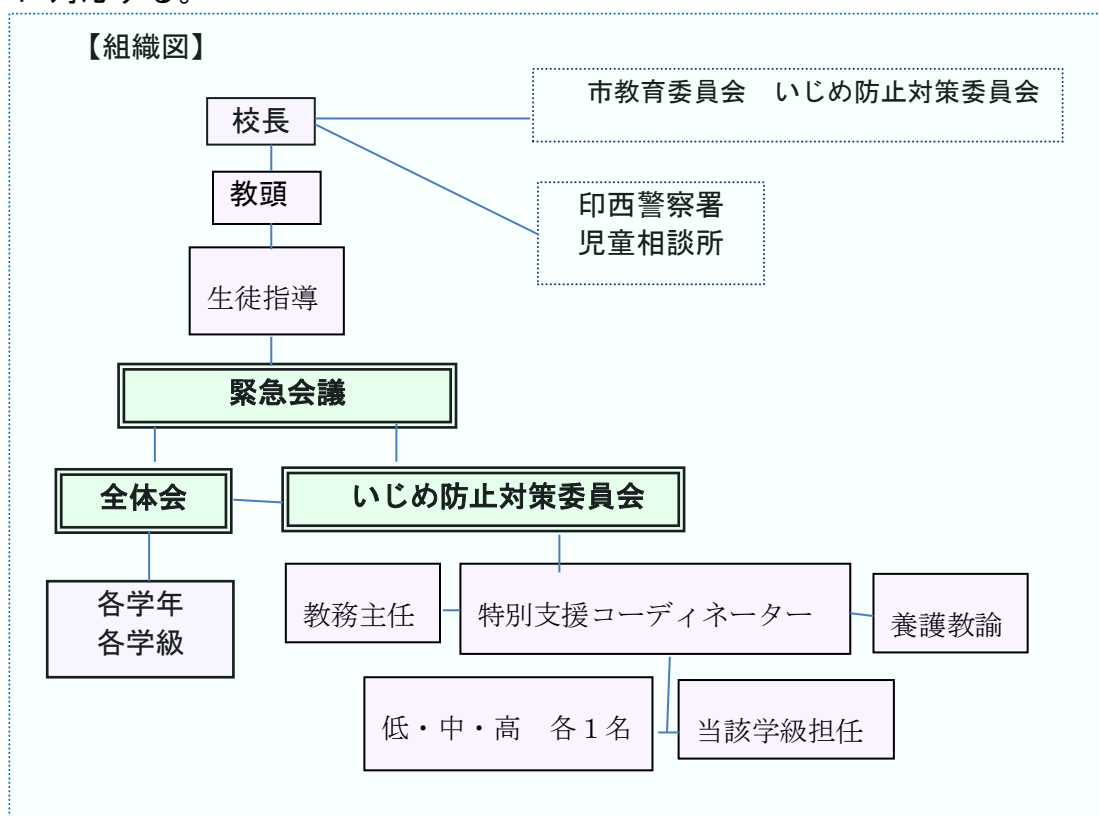 【組織図】
市教育委員会　いじめ防止対策委員会
校長
教頭
印西警察署
児童相談所
生徒指導
緊急会議
全体会
いじめ防止対策委員会
各学年
各学級
教務主任
特別支援コーディネーター
養護教諭
低・中・高　各１名
当該学級担任